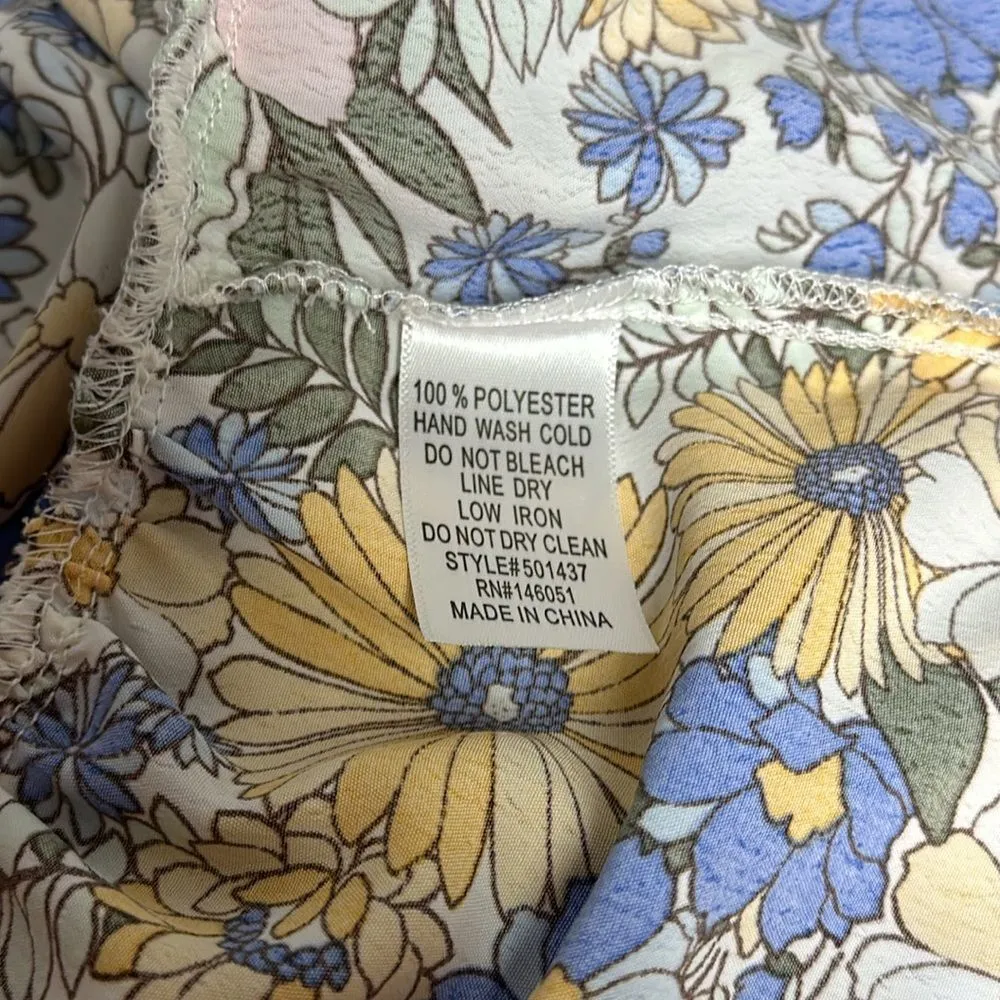 100 % POLYESTER
HAND WASH COLD
DO NOT BLEACH
LINE DRY
LOW IRON
DO NOT DRY CLEAN
STYLE#501437
RN#146051
MADE IN CHINA